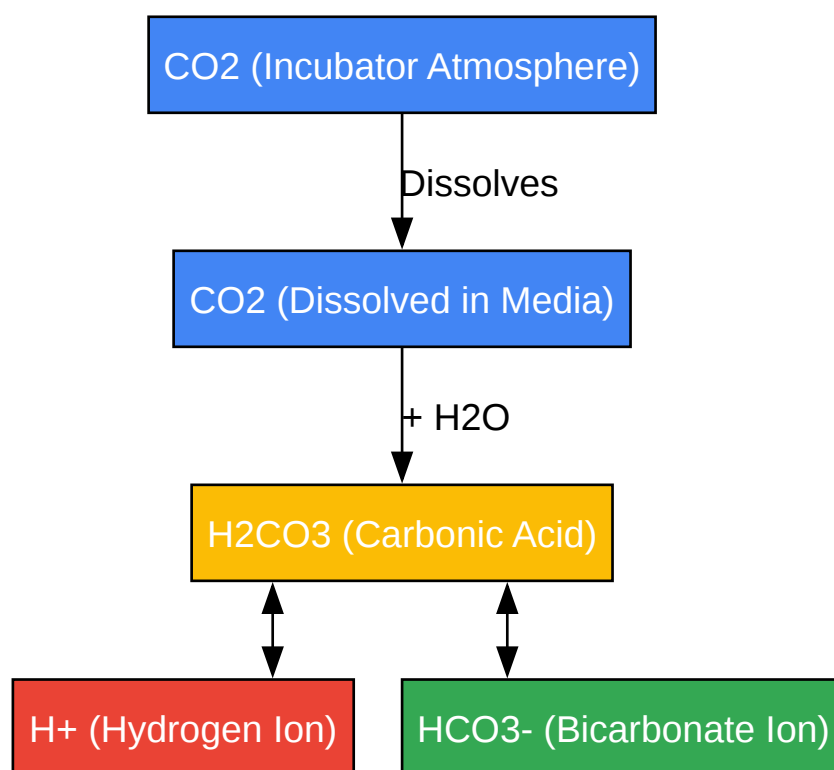 CO2 (Incubator Atmosphere)
Dissolves
CO2 (Dissolved in Media)
+ H2O
H2CO3 (Carbonic Acid)
H+ (Hydrogen Ion)
HCO3- (Bicarbonate Ion)